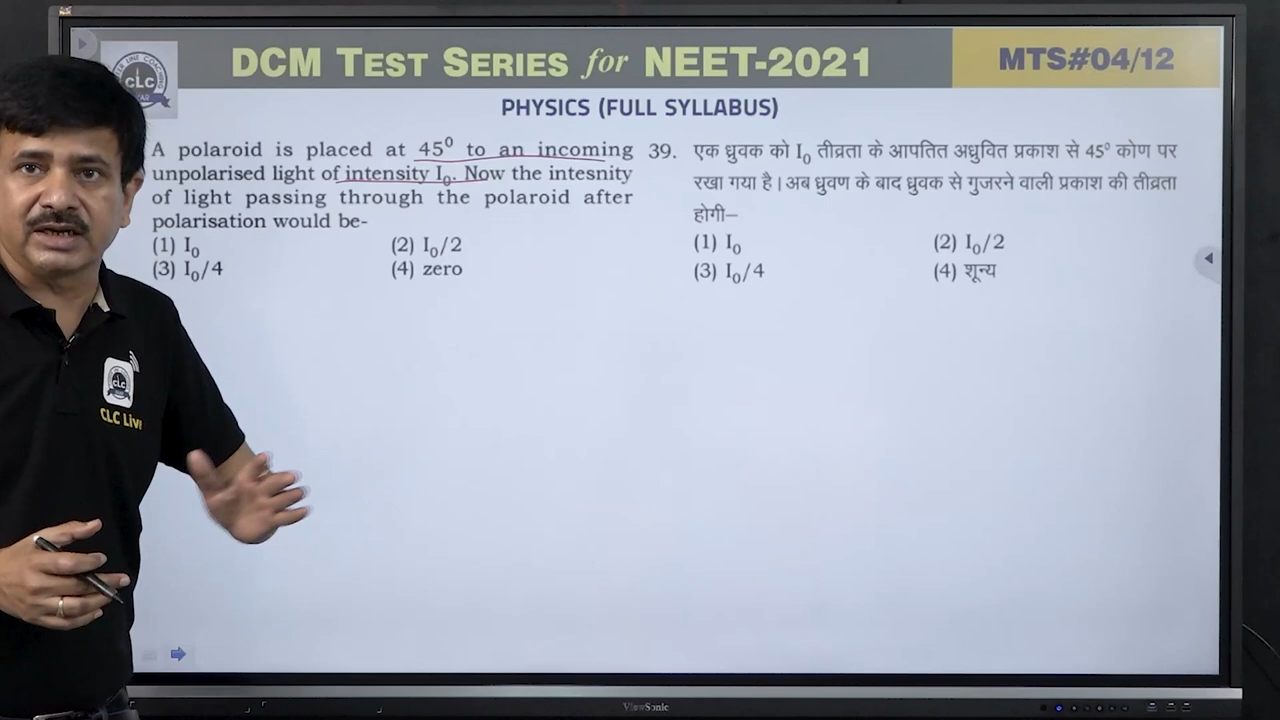 DCM TEST SERIES for NEET-2021
MTS#04/12
PHYSICS (FULL SYLLABUS)
A polaroid is placed at 45⁰ to an incoming
unpolarised light of intensity I₀. Now the intesnity
of light passing through the polaroid after
polarisation would be-
(1) I₀ (2) I₀/2
(3) I₀/4 (4) zero
39. एक ध्रुवक को I₀ तीव्रता के आपतित अध्रुवित प्रकाश से 45° कोण पर
रखा गया है। अब ध्रुवण के बाद ध्रुवक से गुजरने वाली प्रकाश की तीव्रता
होगी–
(1) I₀ (2) I₀/2
(3) I₀/4 (4) शून्य
CLC
CLC
CLC Live
ViewSonic